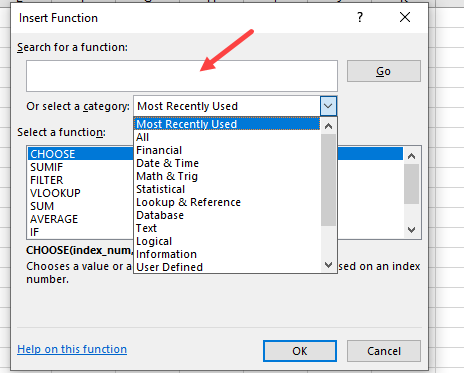 Insert Function ? ×
Search for a function:
Go
Or select a category: Most Recently Used
Most Recently Used
All
Financial
Date & Time
Math & Trig
Statistical
Lookup & Reference
Database
Text
Logical
Information
User Defined
Select a function:
CHOOSE
SUMIF
FILTER
VLOOKUP
SUM
AVERAGE
IF
CHOOSE(index_num,
Chooses a value or a sed on an index
number.
Help on this function
OK Cancel